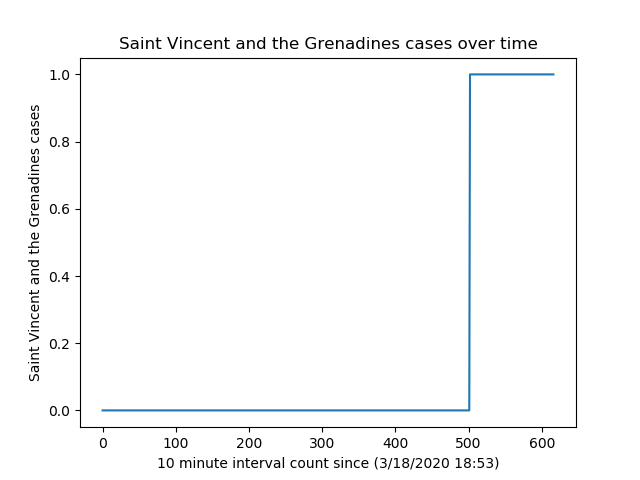 Saint Vincent and the Grenadines cases over time
Saint Vincent and the Grenadines cases
1.0
0.8
0.6
0.4
0.2
0.0
0 100 200 300 400 500 600
10 minute interval count since (3/18/2020 18:53)